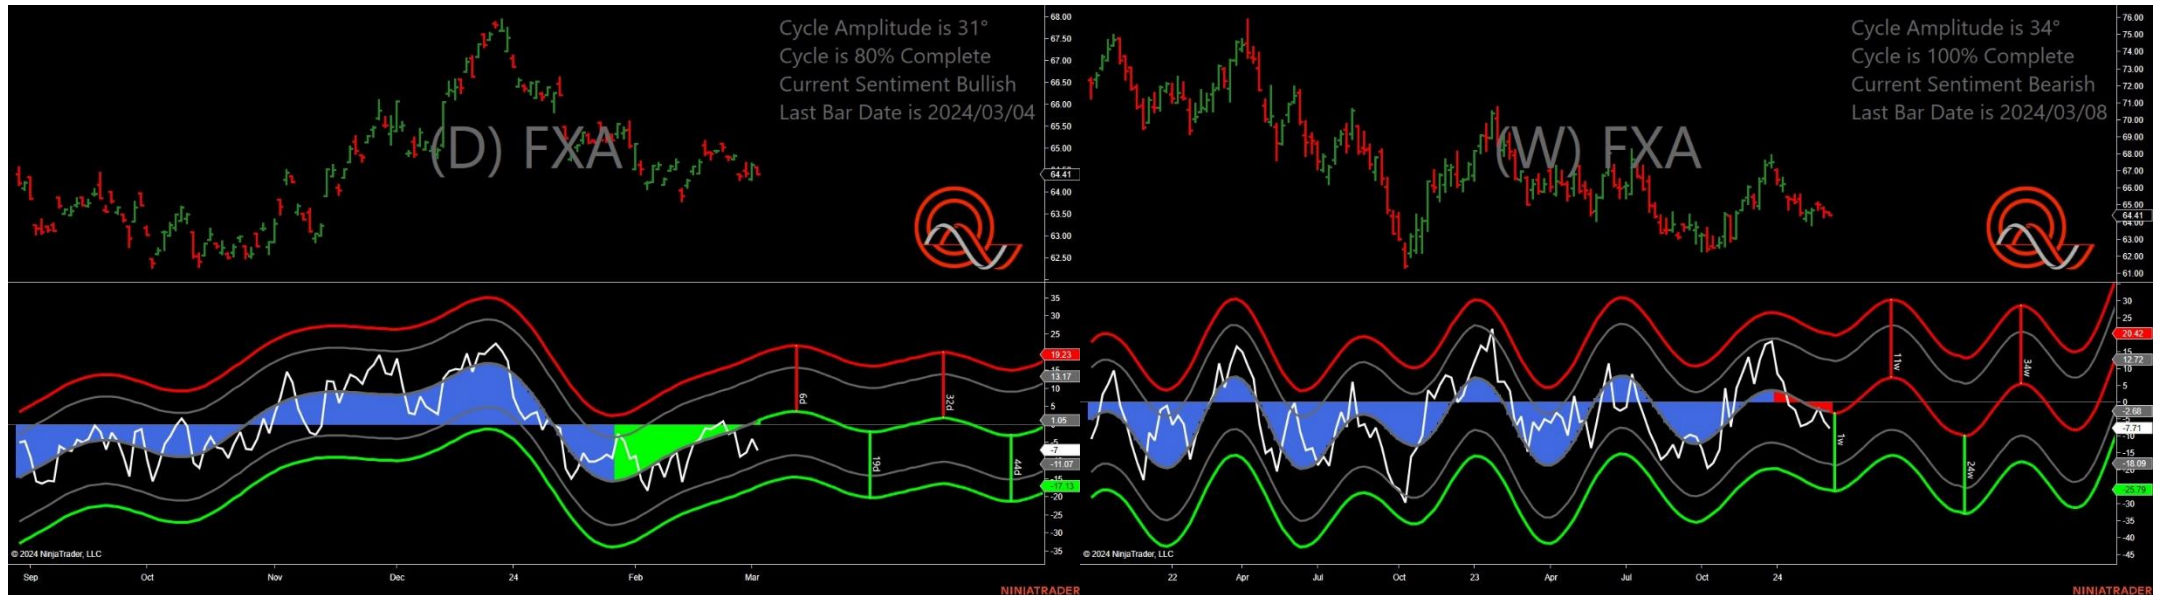 Cycle Amplitude is 31°
Cycle is 80% Complete
Current Sentiment Bullish
Last Bar Date is 2024/03/04
(D) FXA
68.00
67.50
67.00
66.50
66.00
65.50
65.00
64.41
64.00
63.50
63.00
62.50
35
30
25
19.23
15
13.17
10
5
1.05
-5
-7
-11.07
-17.13
-20
-25
-30
-35
6d
19d
32d
44d
© 2024 NinjaTrader, LLC
Sep Oct Nov Dec 24 Feb Mar
NINJATRADER
Cycle Amplitude is 34°
Cycle is 100% Complete
Current Sentiment Bearish
Last Bar Date is 2024/03/08
(W) FXA
76.00
75.00
74.00
73.00
72.00
71.00
70.00
69.00
68.00
67.00
66.00
65.00
64.41
64.00
63.00
62.00
61.00
30
25
20.42
15
12.72
10
5
0
-2.68
-7.71
-10
-15
-18.09
-25.79
-30
-35
-40
-45
1w
11w
24w
34w
© 2024 NinjaTrader, LLC
22 Apr Jul Oct 23 Apr Jul Oct 24
NINJATRADER